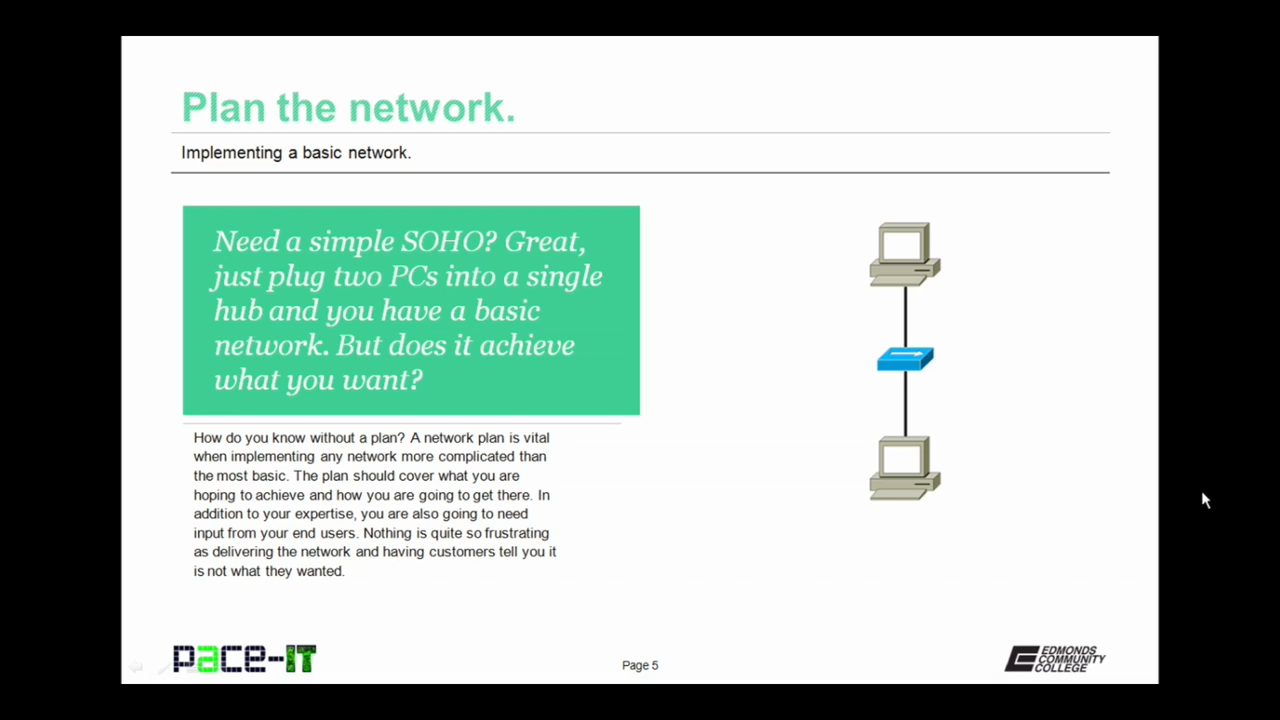 Plan the network.
Implementing a basic network.
Need a simple SOHO? Great,
just plug two PCs into a single
hub and you have a basic
network. But does it achieve
what you want?
How do you know without a plan? A network plan is vital
when implementing any network more complicated than
the most basic. The plan should cover what you are
hoping to achieve and how you are going to get there. In
addition to your expertise, you are also going to need
input from your end users. Nothing is quite so frustrating
as delivering the network and having customers tell you it
is not what they wanted.
pace-IT
Page 5
EDMONDS
COMMUNITY
COLLEGE